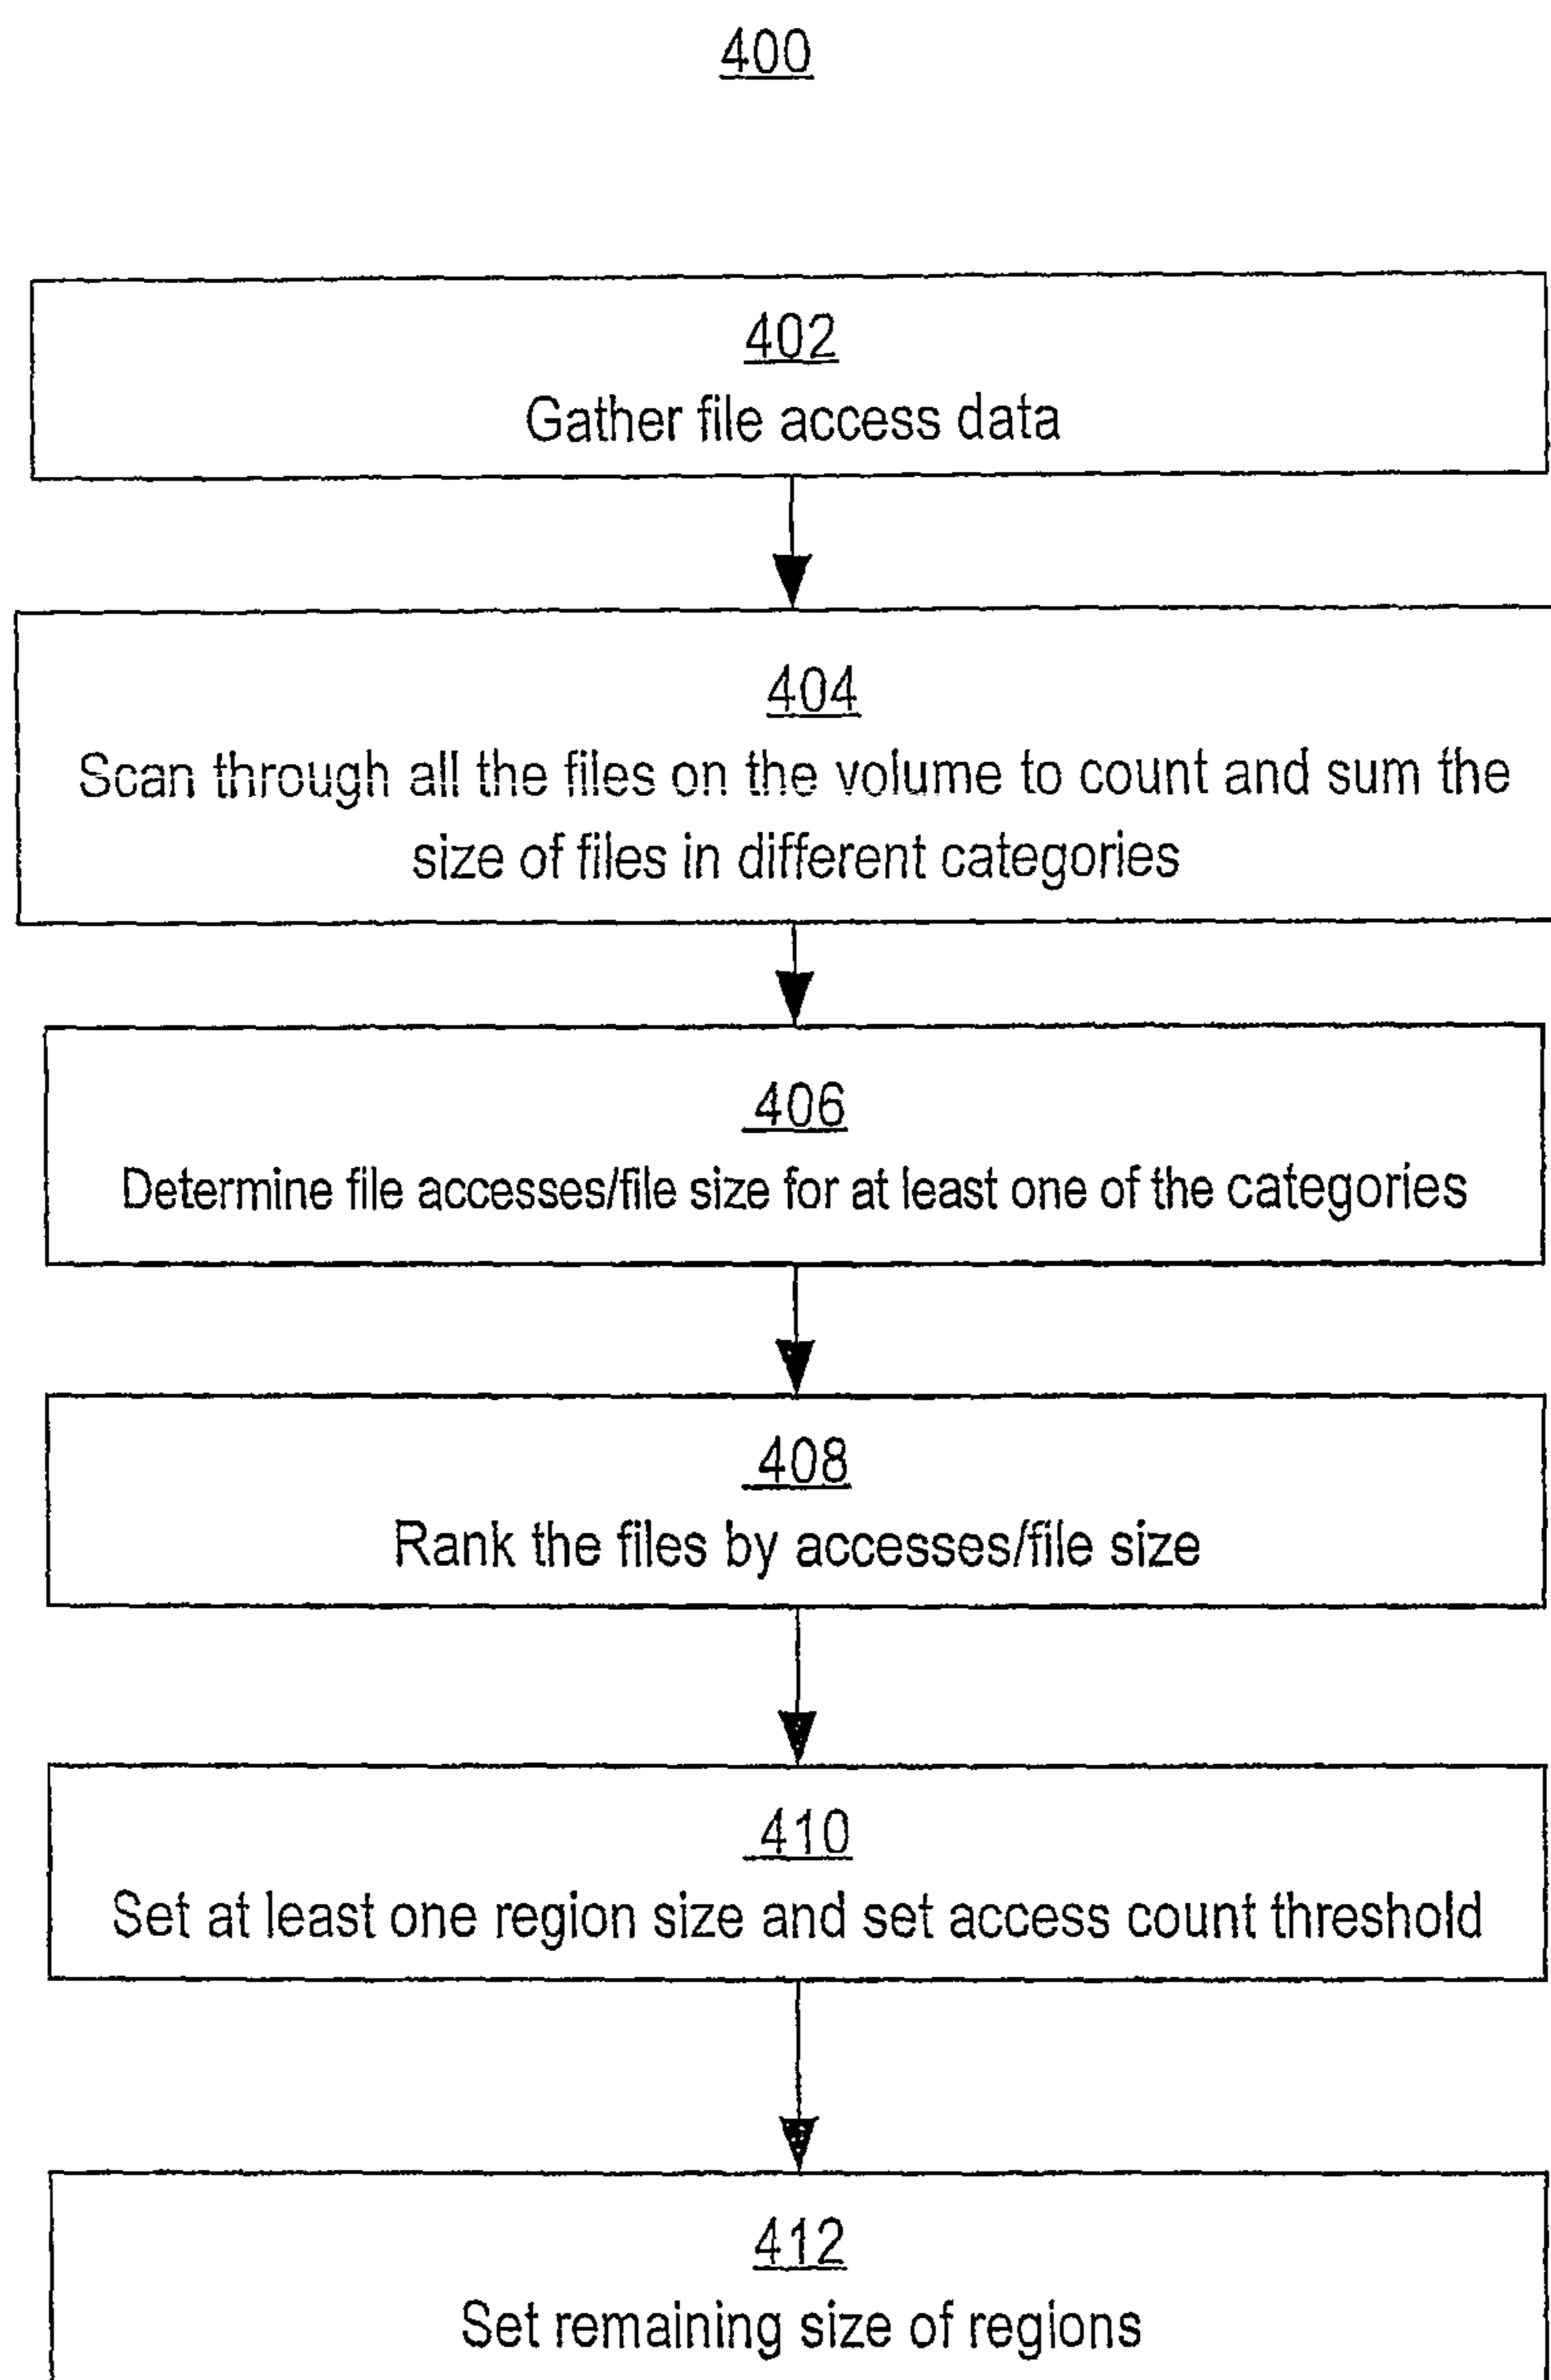 400
402
Gather file access data
404
Scan through all the files on the volume to count and sum the
size of files in different categories
406
Determine file accesses/file size for at least one of the categories
408
Rank the files by accesses/file size
410
Set at least one region size and set access count threshold
412
Set remaining size of regions